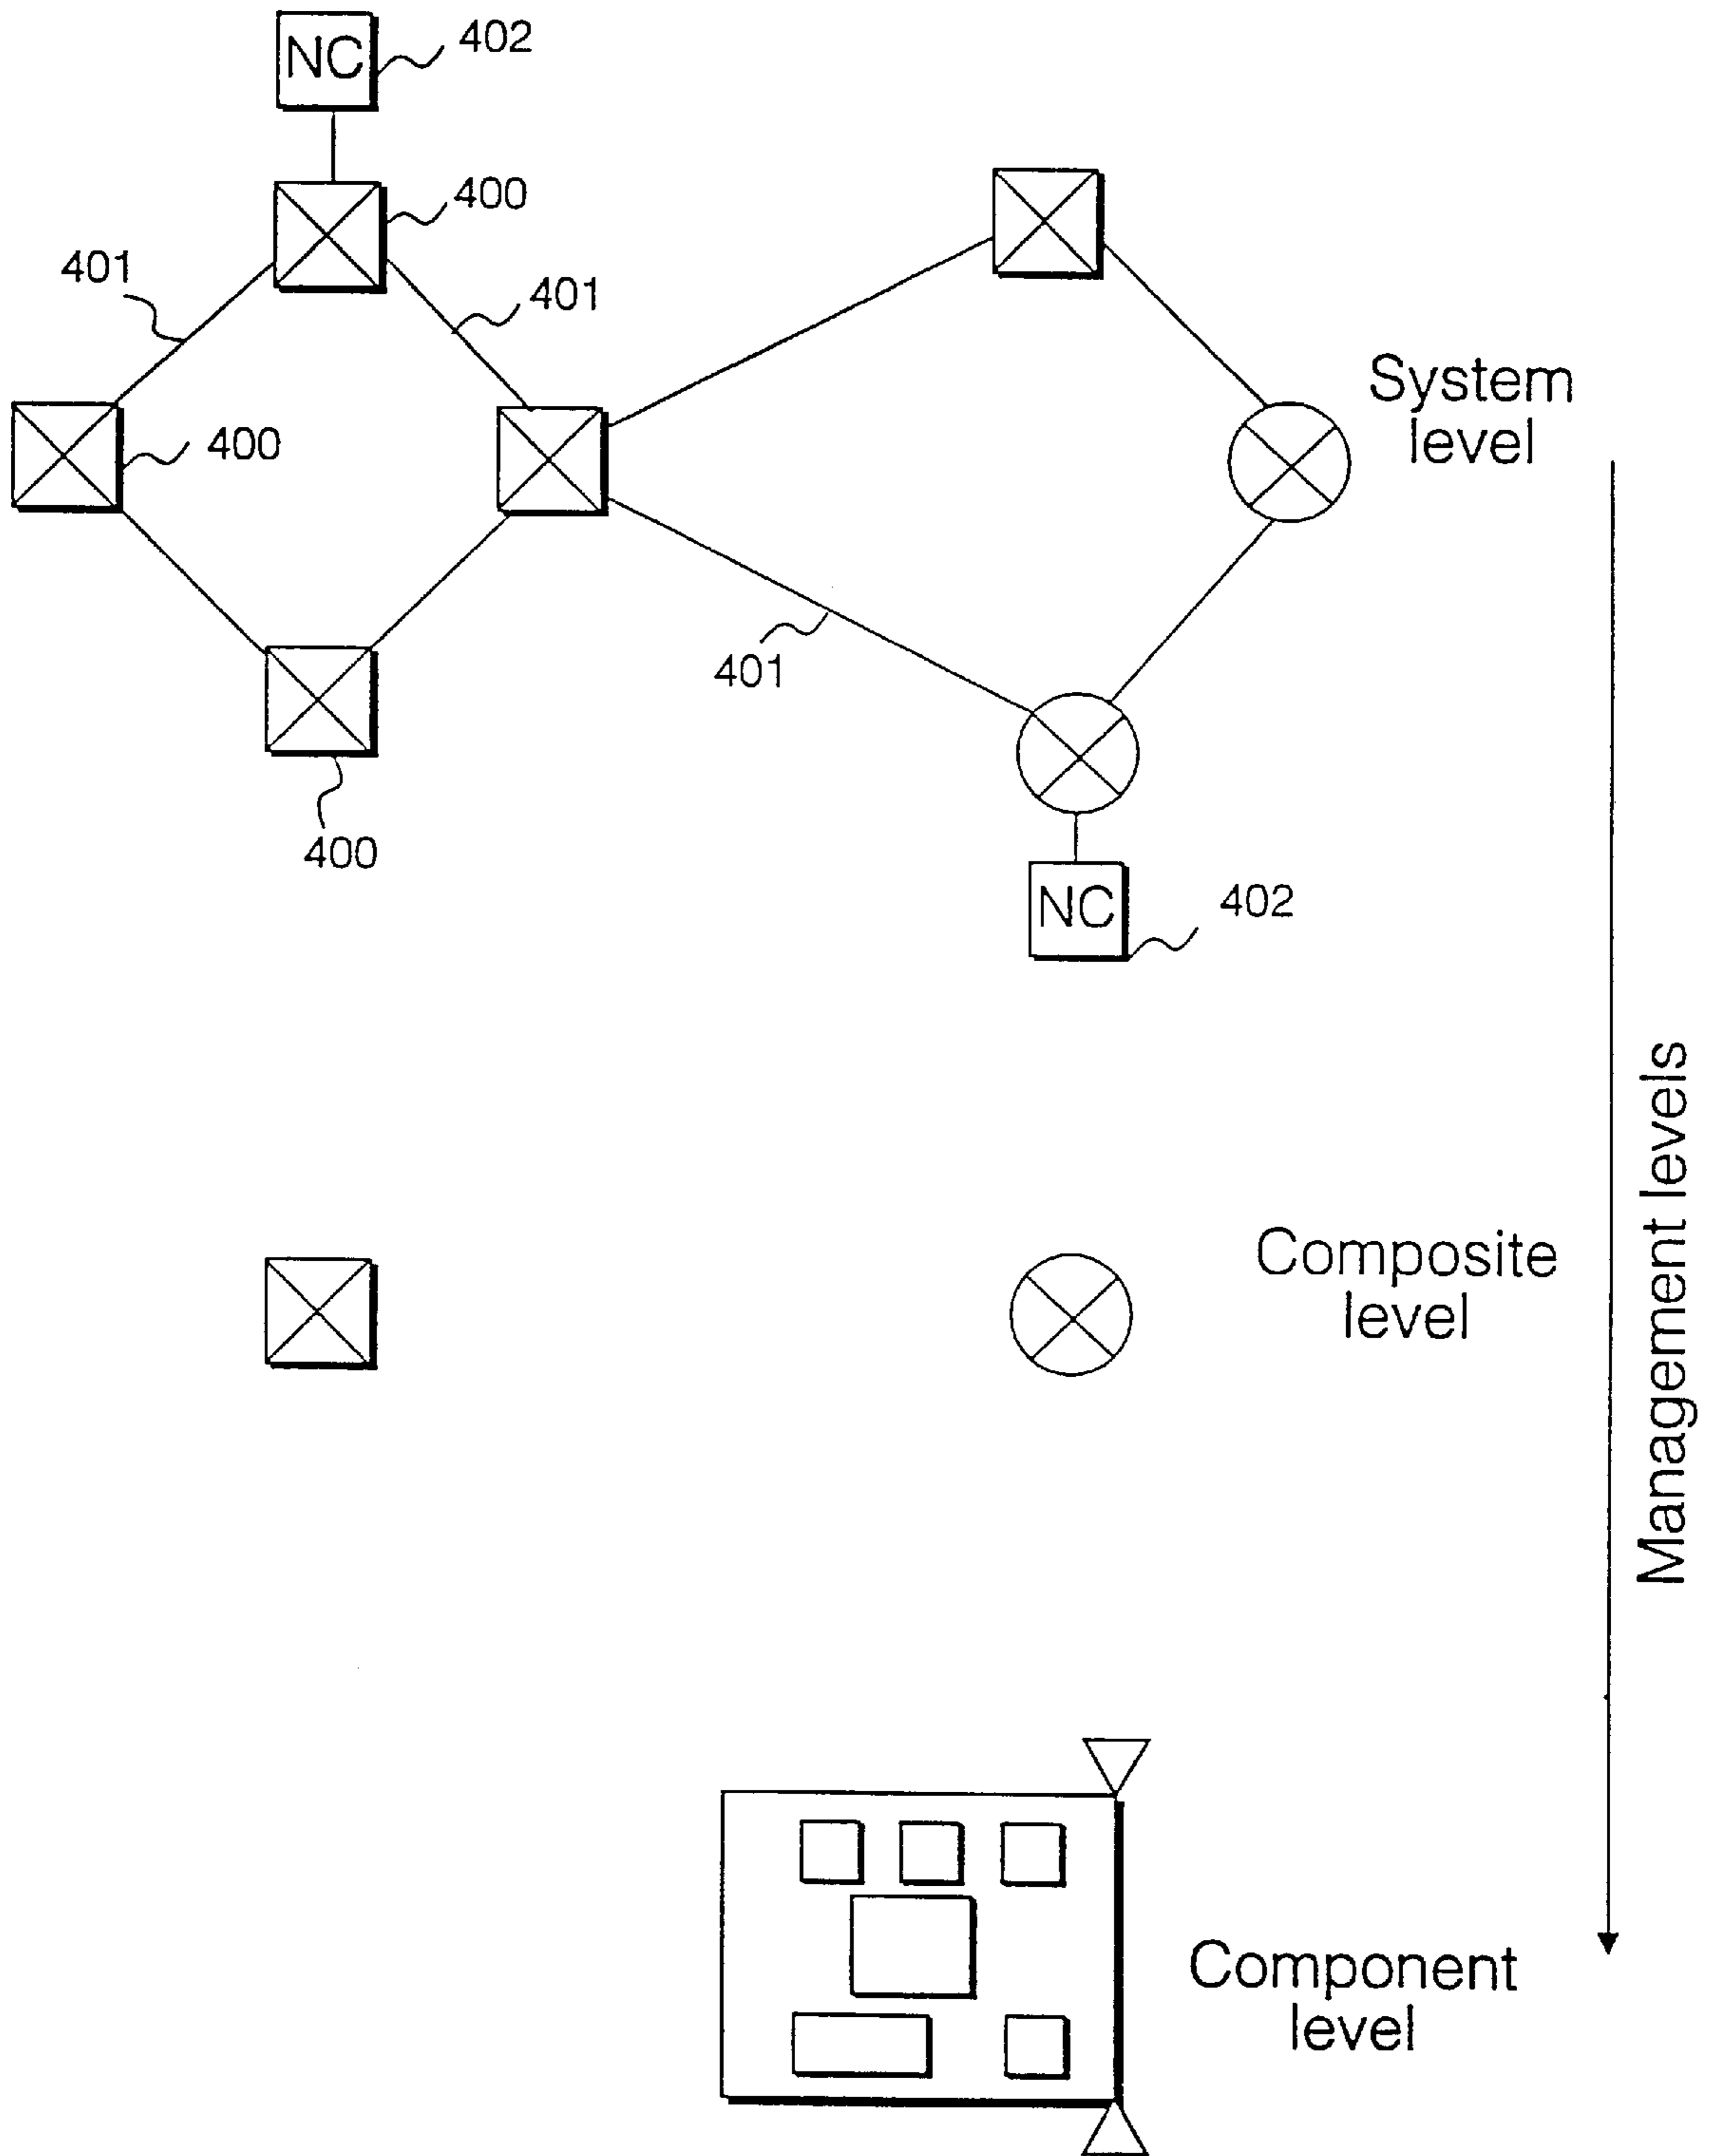 NC
402
400
401
401
System
level
400
401
400
NC
402
Management levels
Composite
level
Component
level